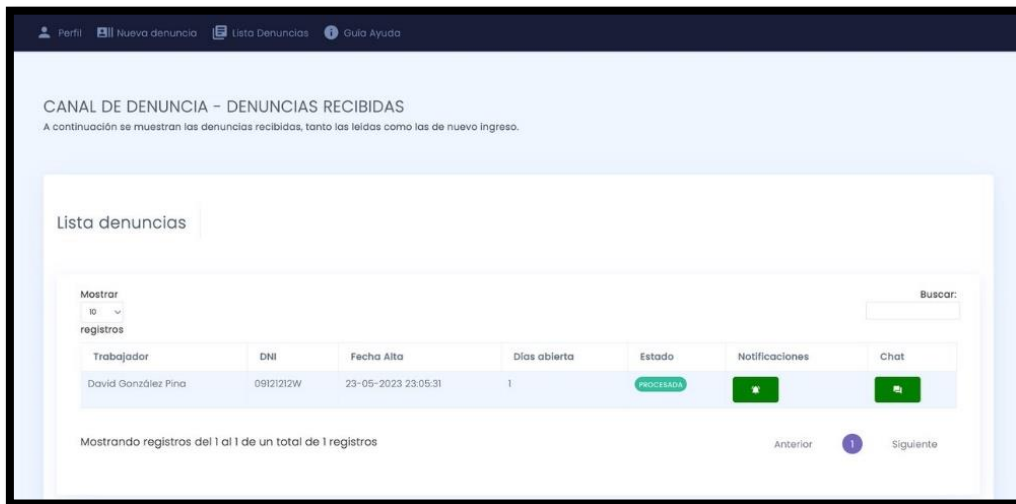 Perfil Nueva denuncia Lista Denuncias Guía Ayuda
CANAL DE DENUNCIA - DENUNCIAS RECIBIDAS
A continuación se muestran las denuncias recibidas, tanto las leidas como las de nuevo ingreso.
Lista denuncias
Mostrar Buscar:
10
registros
Trabajador DNI Fecha Alta Días abierta Estado Notificaciones Chat
David González Pina 09121212W 23-05-2023 23:05:31 1 PROCESADA
Mostrando registros del 1 al 1 de un total de 1 registros Anterior 1 Siguiente